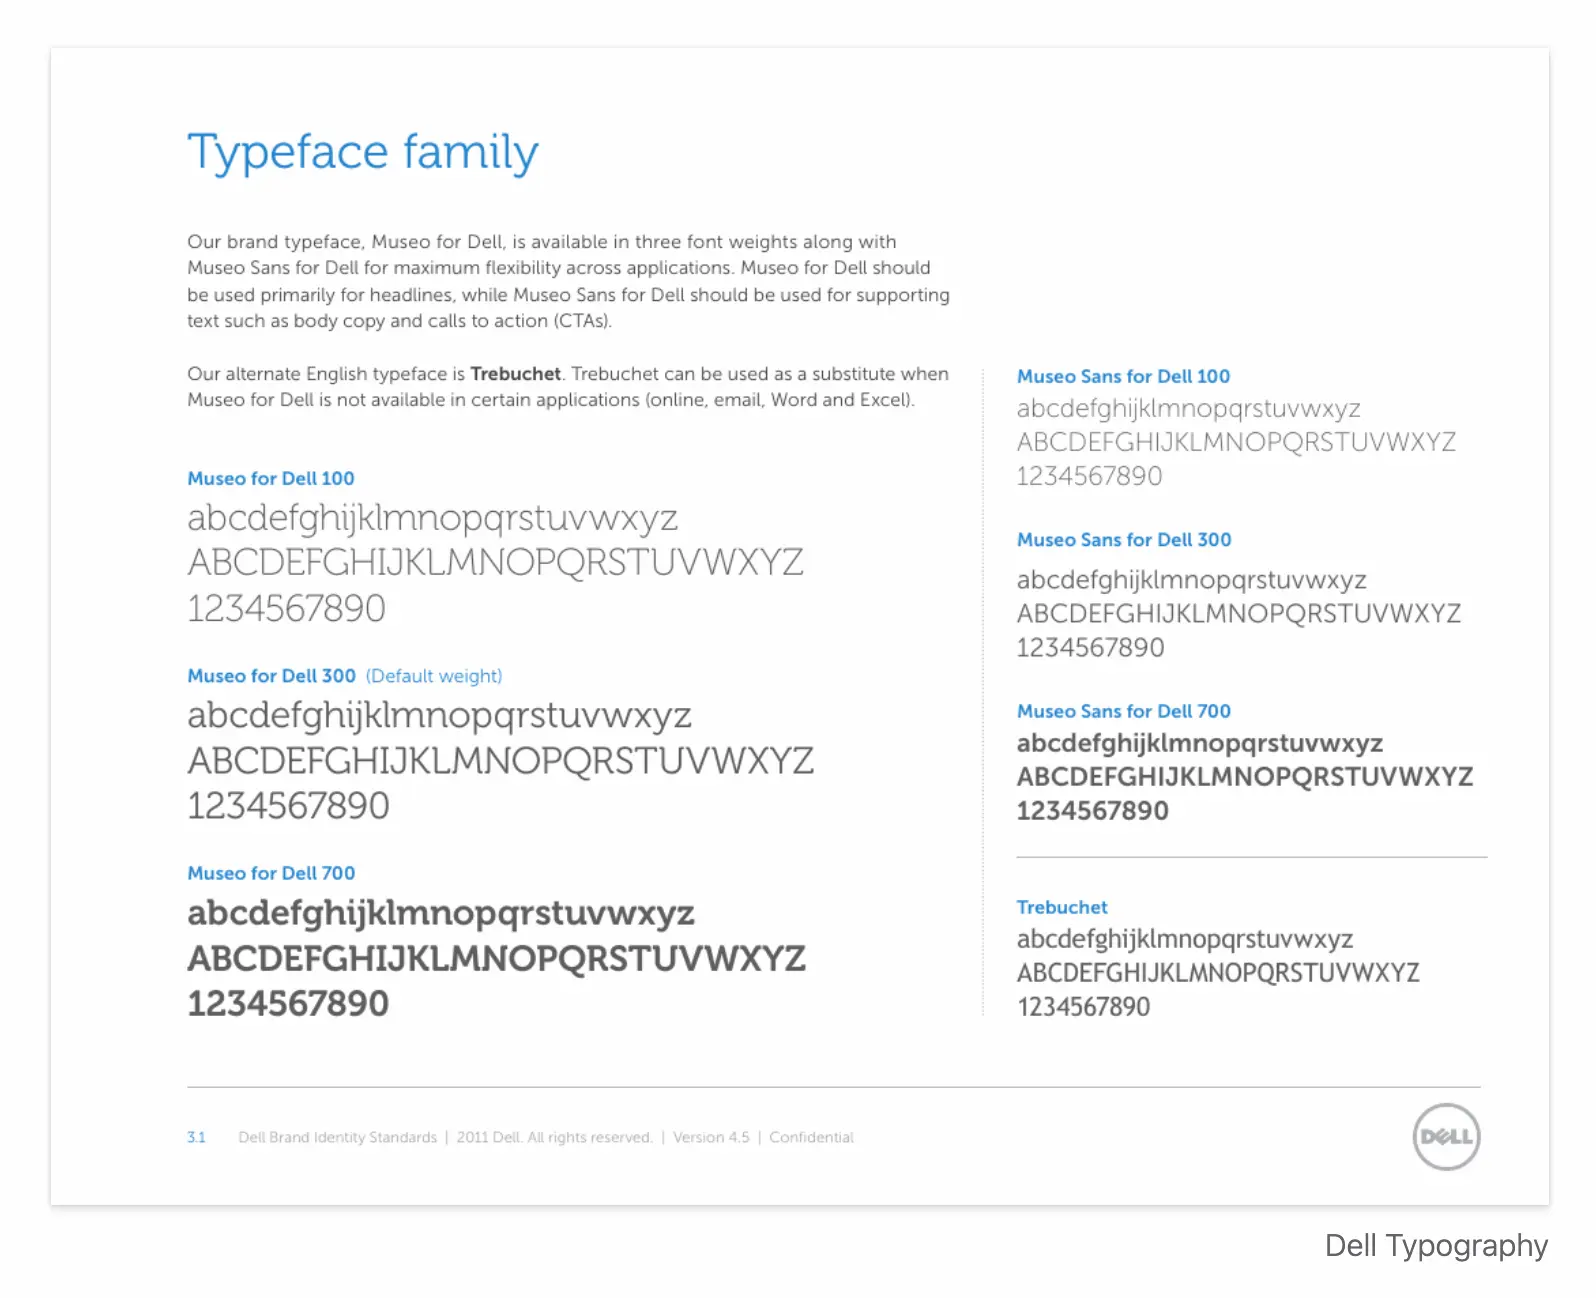 Typeface family
Our brand typeface, Museo for Dell, is available in three font weights along with
Museo Sans for Dell for maximum flexibility across applications. Museo for Dell should
be used primarily for headlines, while Museo Sans for Dell should be used for supporting
text such as body copy and calls to action (CTAs).
Our alternate English typeface is Trebuchet. Trebuchet can be used as a substitute when
Museo for Dell is not available in certain applications (online, email, Word and Excel).
Museo for Dell 100
abcdefghijklmnopqrstuvwxyz
ABCDEFGHIJKLMNOPQRSTUVWXYZ
1234567890
Museo for Dell 300 (Default weight)
abcdefghijklmnopqrstuvwxyz
ABCDEFGHIJKLMNOPQRSTUVWXYZ
1234567890
Museo for Dell 700
abcdefghijklmnopqrstuvwxyz
ABCDEFGHIJKLMNOPQRSTUVWXYZ
1234567890
Museo Sans for Dell 100
abcdefghijklmnopqrstuvwxyz
ABCDEFGHIJKLMNOPQRSTUVWXYZ
1234567890
Museo Sans for Dell 300
abcdefghijklmnopqrstuvwxyz
ABCDEFGHIJKLMNOPQRSTUVWXYZ
1234567890
Museo Sans for Dell 700
abcdefghijklmnopqrstuvwxyz
ABCDEFGHIJKLMNOPQRSTUVWXYZ
1234567890
Trebuchet
abcdefghijklmnopqrstuvwxyz
ABCDEFGHIJKLMNOPQRSTUVWXYZ
1234567890
3.1 Dell Brand Identity Standards | 2011 Dell. All rights reserved. | Version 4.5 | Confidential
DELL
Dell Typography